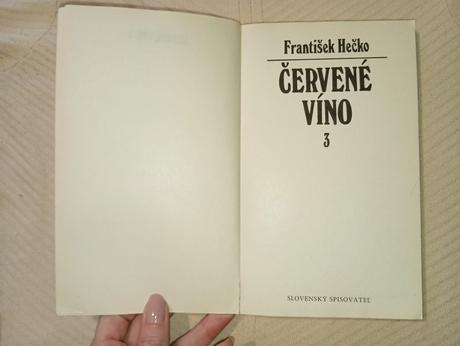 František Hečko
ČERVENÉ
VÍNO
3
SLOVENSKÝ SPISOVATEĽ